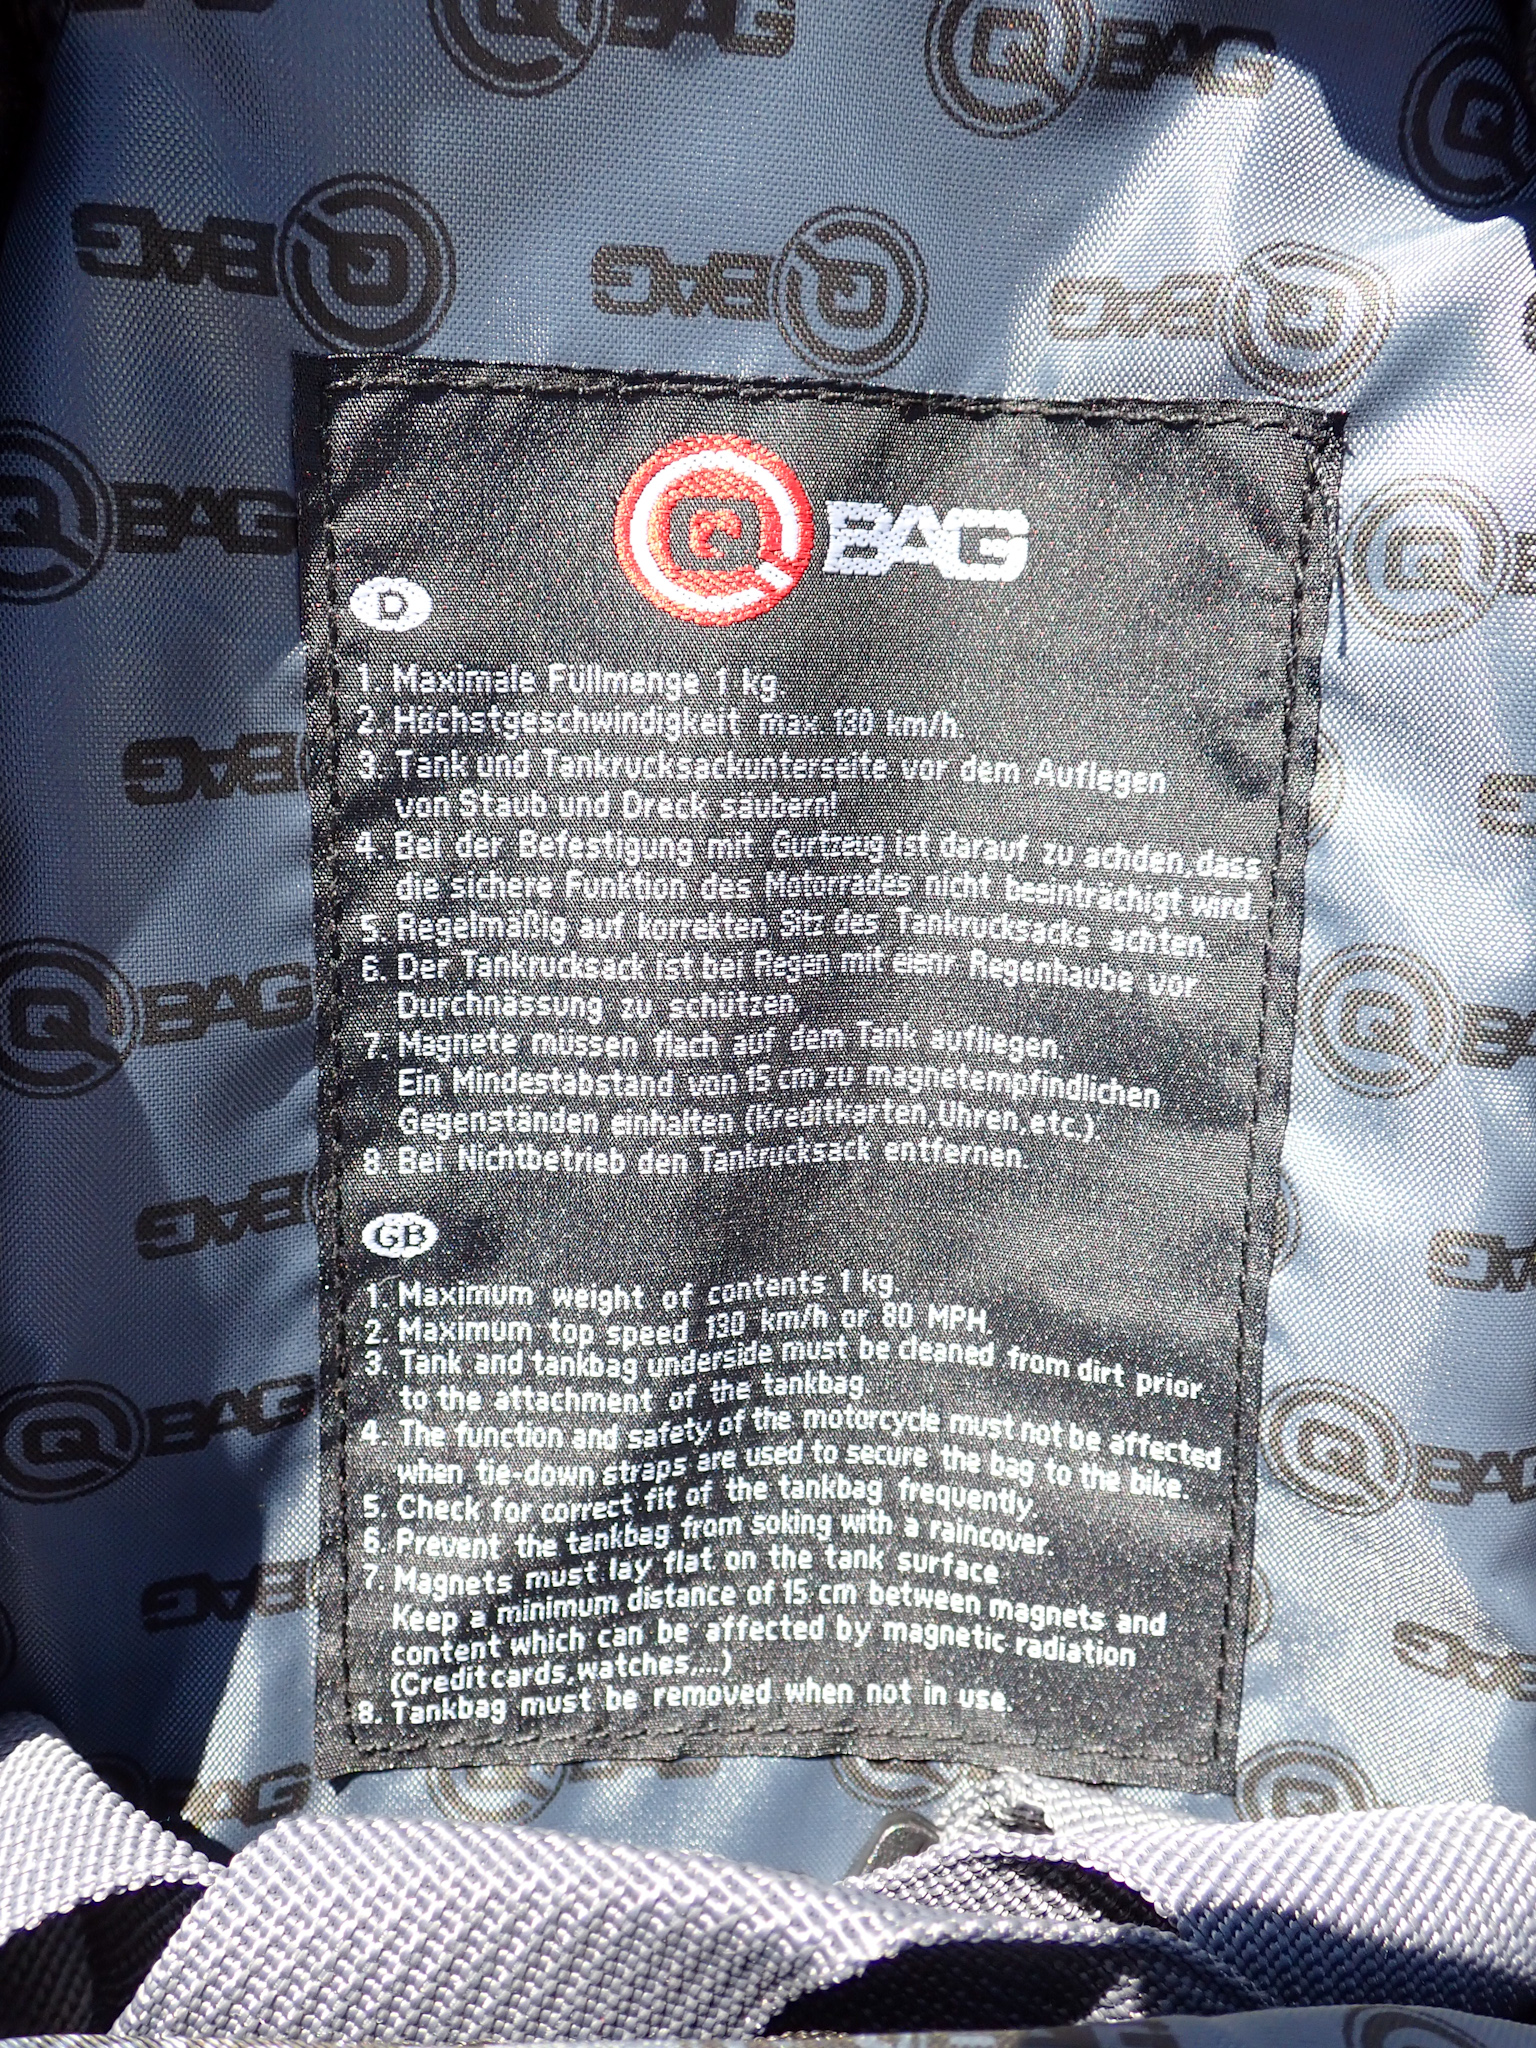 Q BAG
D
1. Maximale Füllmenge 1 kg.
2. Höchstgeschwindigkeit max. 130 km/h.
3. Tank und Tankrucksackunterseite vor dem Auflegen
von Staub und Dreck säubern!
4. Bei der Befestigung mit Gurtzeug ist darauf zu achden, dass
die sichere Funktion des Motorrades nicht beeinträchigt wird.
5. Regelmäßig auf korrekten Sitz des Tankrucksacks achten.
6. Der Tankrucksack ist bei Regen mit einer Regenhaube vor
Durchnässung zu schützen
7. Magnete müssen flach auf dem Tank aufliegen.
Ein Mindestabstand von 15 cm zu magnetempfindlichen
Gegenständen einhalten (Kreditkarten, Uhren, etc.).
8. Bei Nichtbetrieb den Tankrucksack entfernen.
GB
1. Maximum weight of contents 1 kg
2. Maximum top speed 130 km/h or 80 MPH.
3. Tank and tankbag underside must be cleaned from dirt prior
to the attachment of the tankbag.
4. The function and safety of the motorcycle must not be affected
when tie-down straps are used to secure the bag to the bike.
5. Check for correct fit of the tankbag frequently.
6. Prevent the tankbag from soking with a raincover.
7. Magnets must lay flat on the tank surface
Keep a minimum distance of 15 cm between magnets and
content which can be affected by magnetic radiation
(Credit cards, watches,...)
8. Tankbag must be removed when not in use.